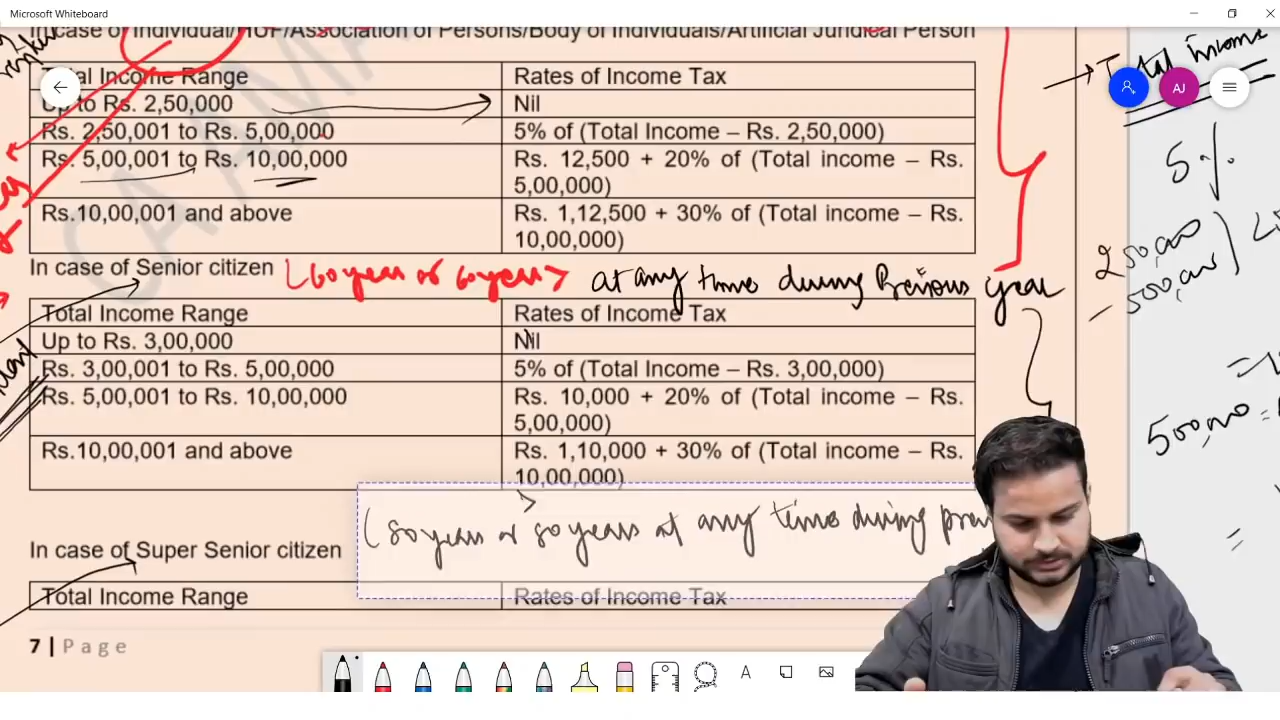 Microsoft Whiteboard
In case of Individual/HUF/Association of Persons/Body of Individuals/Artificial Juridical Person
Total Income Range Rates of Income Tax
Up to Rs. 2,50,000 Nil
Rs. 2,50,001 to Rs. 5,00,000 5% of (Total Income – Rs. 2,50,000)
Rs. 5,00,001 to Rs. 10,00,000 Rs. 12,500 + 20% of (Total income – Rs.
5,00,000)
Rs.10,00,001 and above Rs. 1,12,500 + 30% of (Total income – Rs.
10,00,000)
In case of Senior citizen (60 year or 60 years > at any time during Previous year
Total Income Range Rates of Income Tax
Up to Rs. 3,00,000 Nil
Rs. 3,00,001 to Rs. 5,00,000 5% of (Total Income – Rs. 3,00,000)
Rs. 5,00,001 to Rs. 10,00,000 Rs. 10,000 + 20% of (Total income – Rs.
5,00,000)
Rs.10,00,001 and above Rs. 1,10,000 + 30% of (Total income – Rs.
10,00,000)
(80 years or 80 years at any time during
In case of Super Senior citizen
Total Income Range Rates of Income Tax
7 | Page
CA AMA
Total income
AJ
5%
250,000
– 500,000
500,000 =
=
A